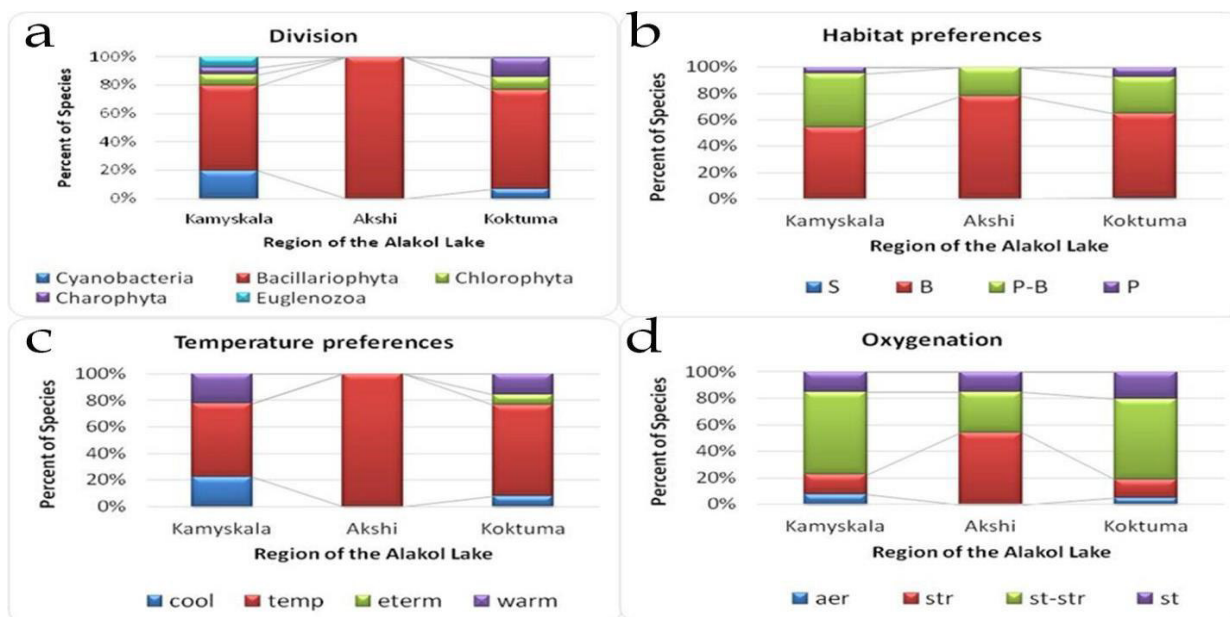 a
Division
Percent of Species
100%
80%
60%
40%
20%
0%
Kamyskala Akshi Koktuma
Region of the Alakol Lake
Cyanobacteria Bacillariophyta Chlorophyta
Charophyta Euglenozoa
b
Habitat preferences
Percent of Species
100%
80%
60%
40%
20%
0%
Kamyskala Akshi Koktuma
Region of the Alakol Lake
S B P-B P
c
Temperature preferences
Percent of Species
100%
80%
60%
40%
20%
0%
Kamyskala Akshi Koktuma
Region of the Alakol Lake
cool temp eterm warm
d
Oxygenation
Percent of Species
100%
80%
60%
40%
20%
0%
Kamyskala Akshi Koktuma
Region of the Alakol Lake
aer str st-str st